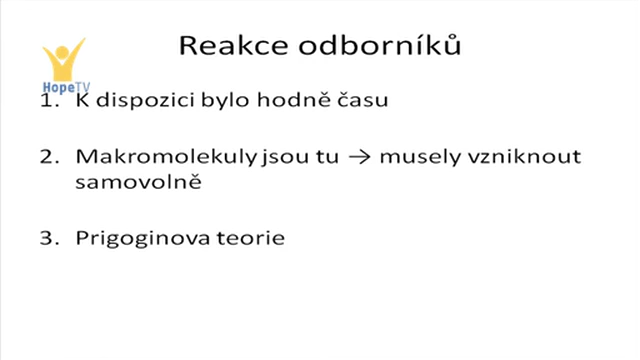 Reakce odborníků
HopeTV
1. K dispozici bylo hodně času
2. Makromolekuly jsou tu → musely vzniknout
samovolně
3. Prigoginova teorie